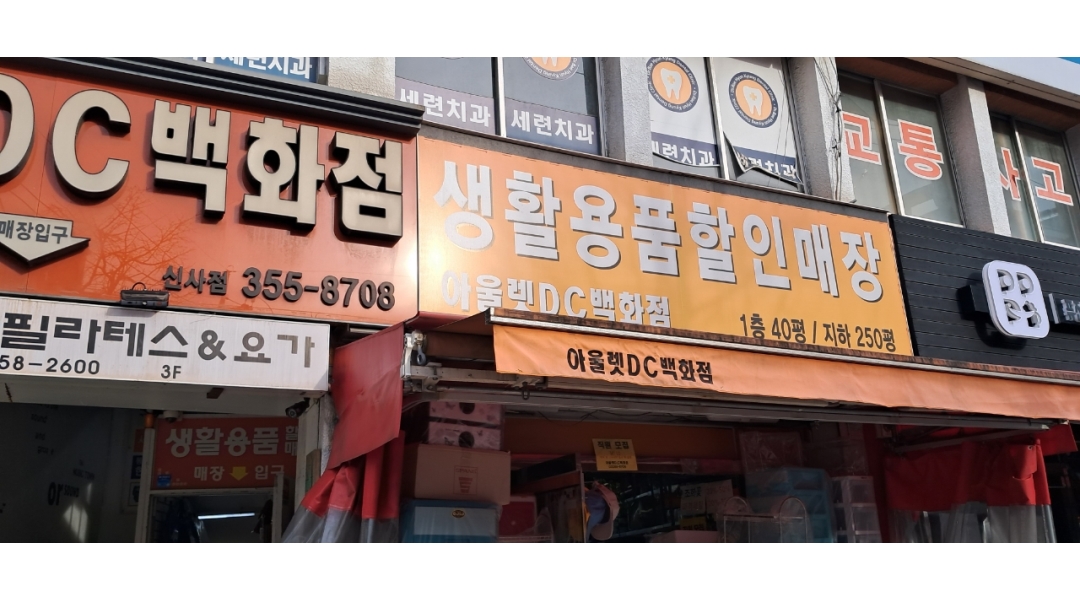 세련치과
세련치과
세련치과
DC백화점
매장입구
신사점 355-8708
필라테스&요가
58-2600
3F
생활용품할인매장
아울렛DC백화점
1층 40평 / 지하 250평
아울렛DC백화점
생활용품
매장 입구
교통
사고